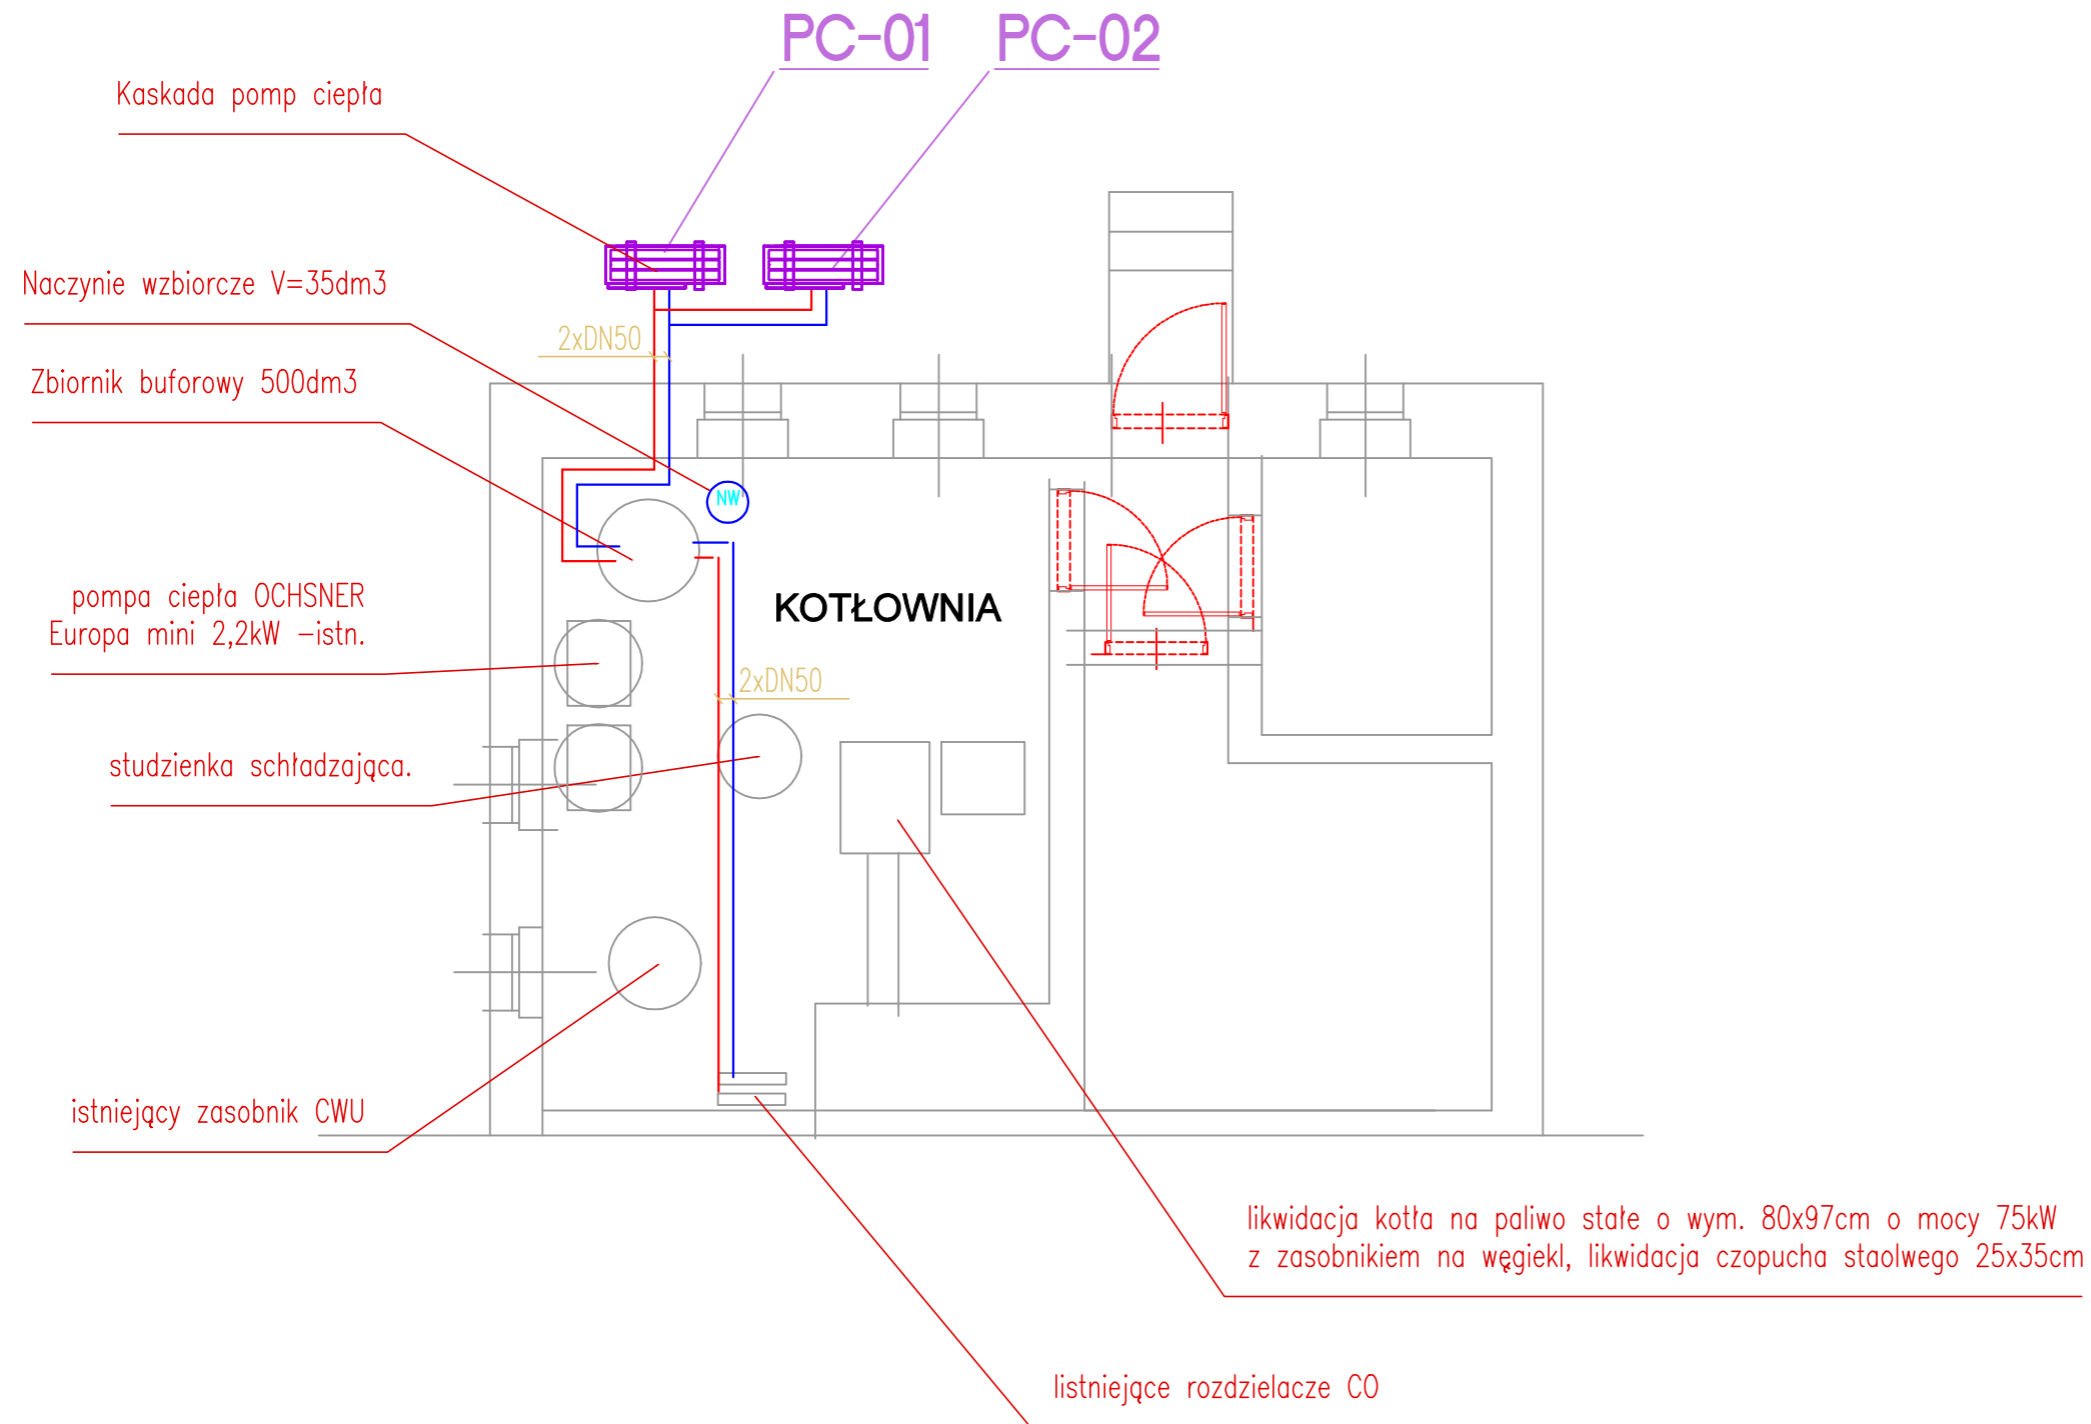 PC-01 PC-02
Kaskada pomp ciepła
Naczynie wzbiorcze V=35dm3
2xDN50
Zbiornik buforowy 500dm3
NW
pompa ciepła OCHSNER
Europa mini 2,2kW -istn.
KOTŁOWNIA
2xDN50
studzienka schładzająca.
istniejący zasobnik CWU
likwidacja kotła na paliwo stałe o wym. 80x97cm o mocy 75kW
z zasobnikiem na węgiekl, likwidacja czopucha staolwego 25x35cm
listniejące rozdzielacze CO